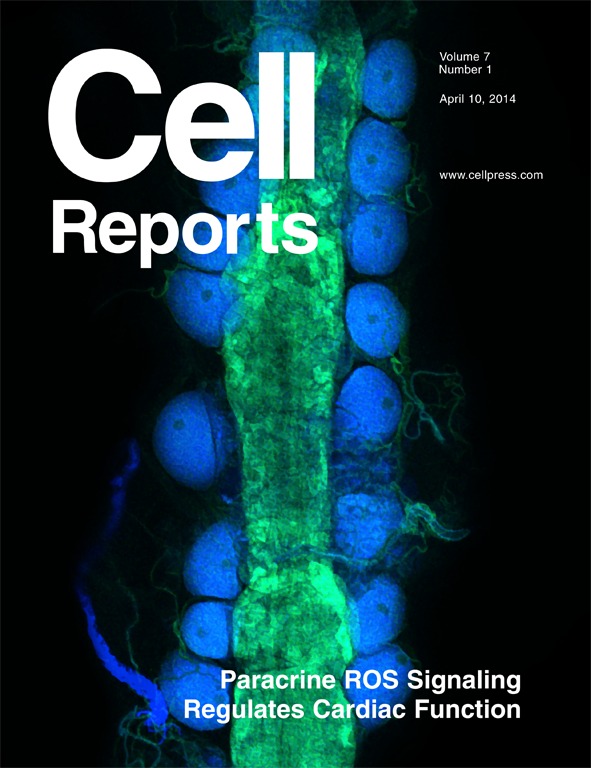 Cell
Reports
Volume 7
Number 1
April 10, 2014
www.cellpress.com
Paracrine ROS Signaling
Regulates Cardiac Function